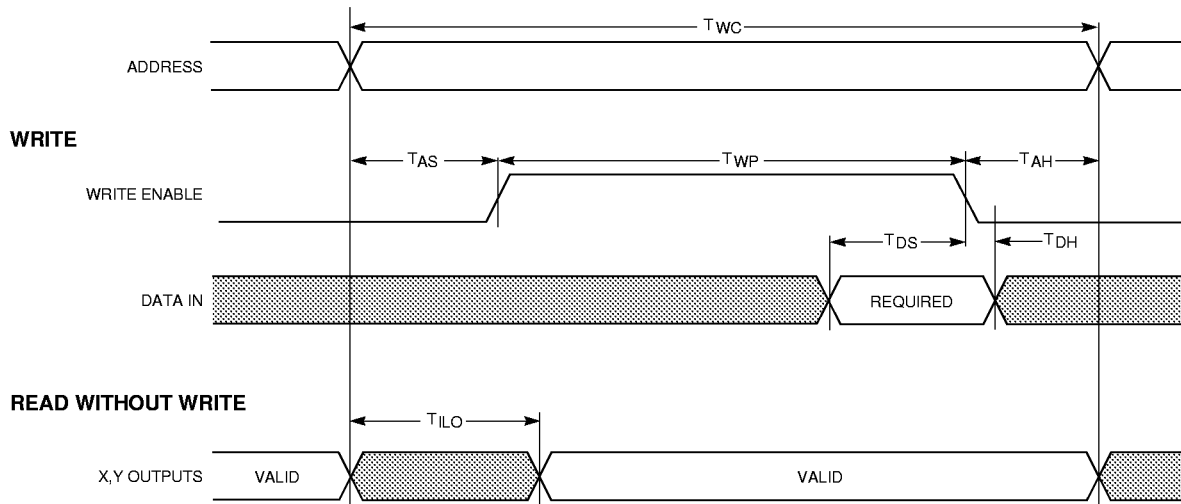 TWC
ADDRESS
WRITE
TAS TWP TAH
WRITE ENABLE
TDS TDH
DATA IN REQUIRED
READ WITHOUT WRITE
TILO
X,Y OUTPUTS VALID VALID